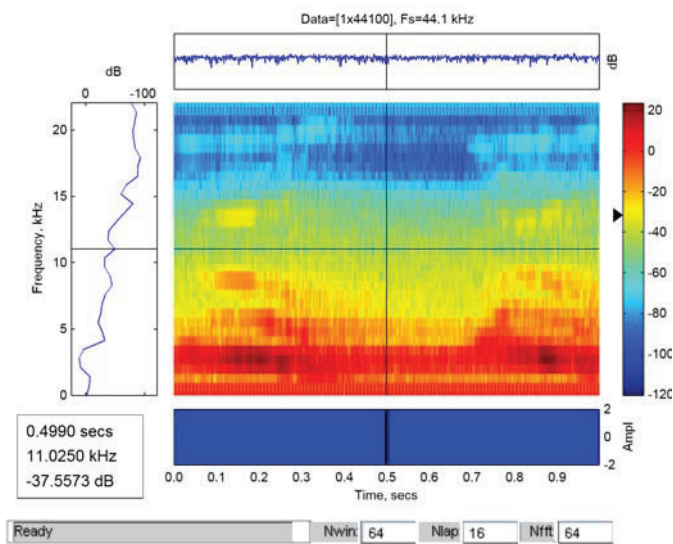 Data=[1x44100], Fs=44.1 kHz
dB
0 -100
dB
20
15
10
5
0
Frequency, kHz
20
0
-20
-40
-60
-80
-100
-120
2
0
-2
Ampl
0.0 0.1 0.2 0.3 0.4 0.5 0.6 0.7 0.8 0.9
Time, secs
0.4990 secs
11.0250 kHz
-37.5573 dB
Ready Nwin: 64 Nlap: 16 Nfft: 64